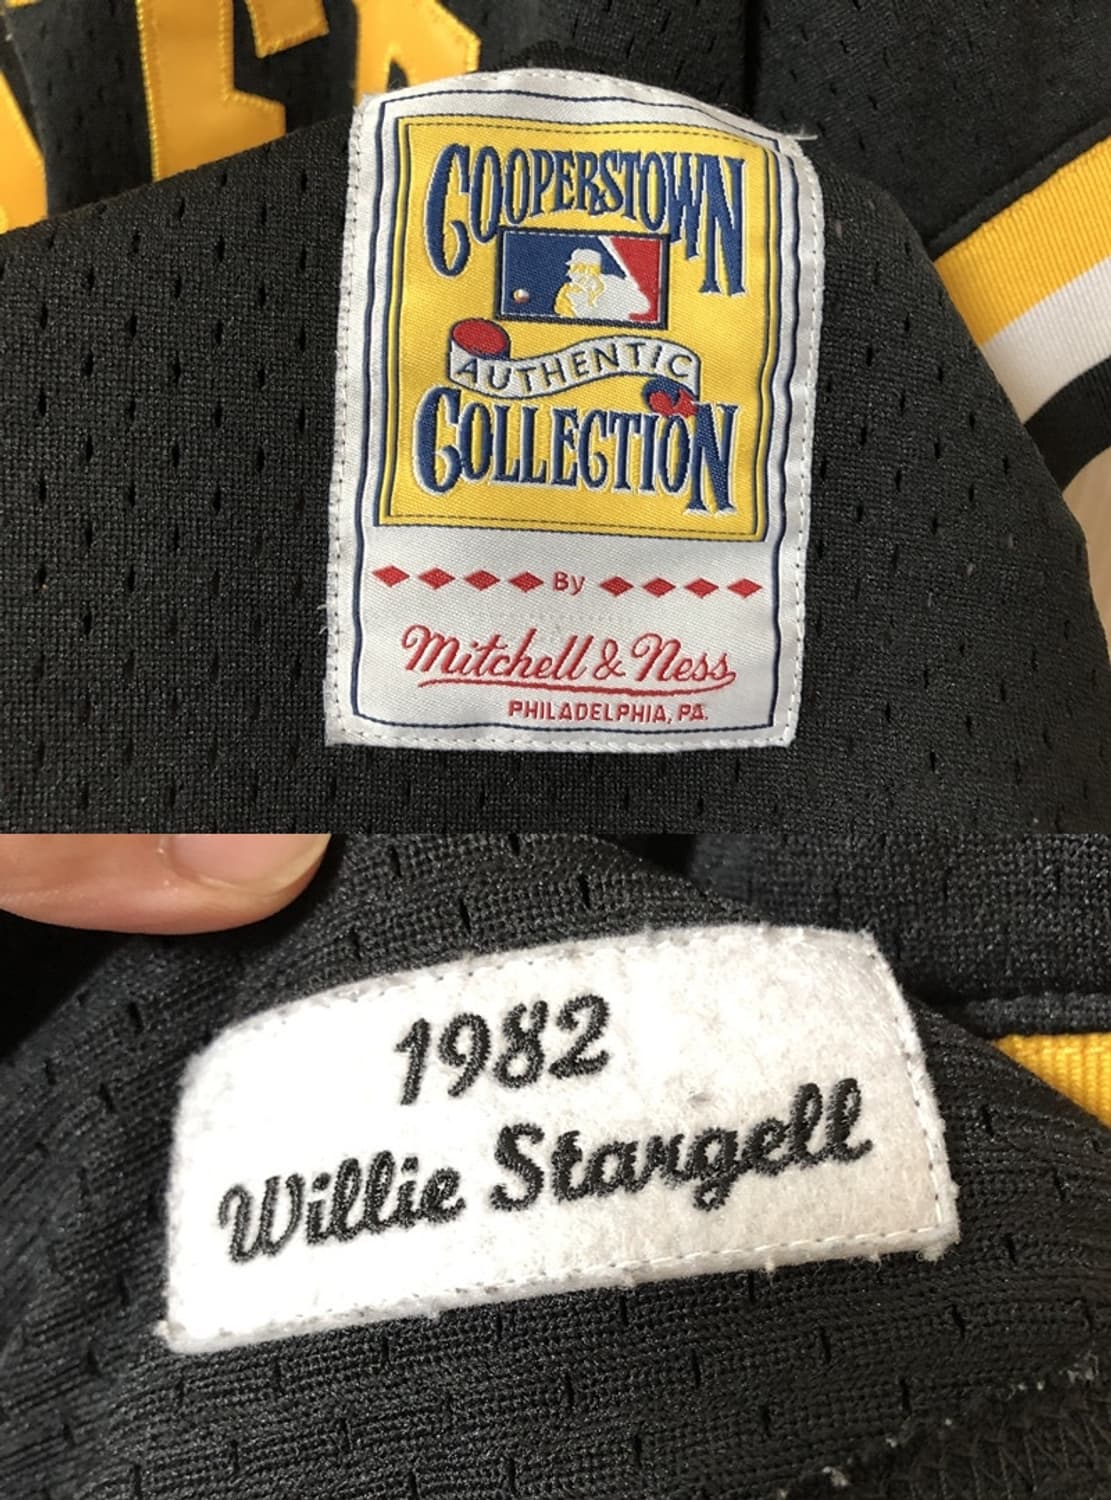 COOPERSTOWN
AUTHENTIC
COLLECTION
By
Mitchell & Ness
PHILADELPHIA, PA.
1982
Willie Stargell